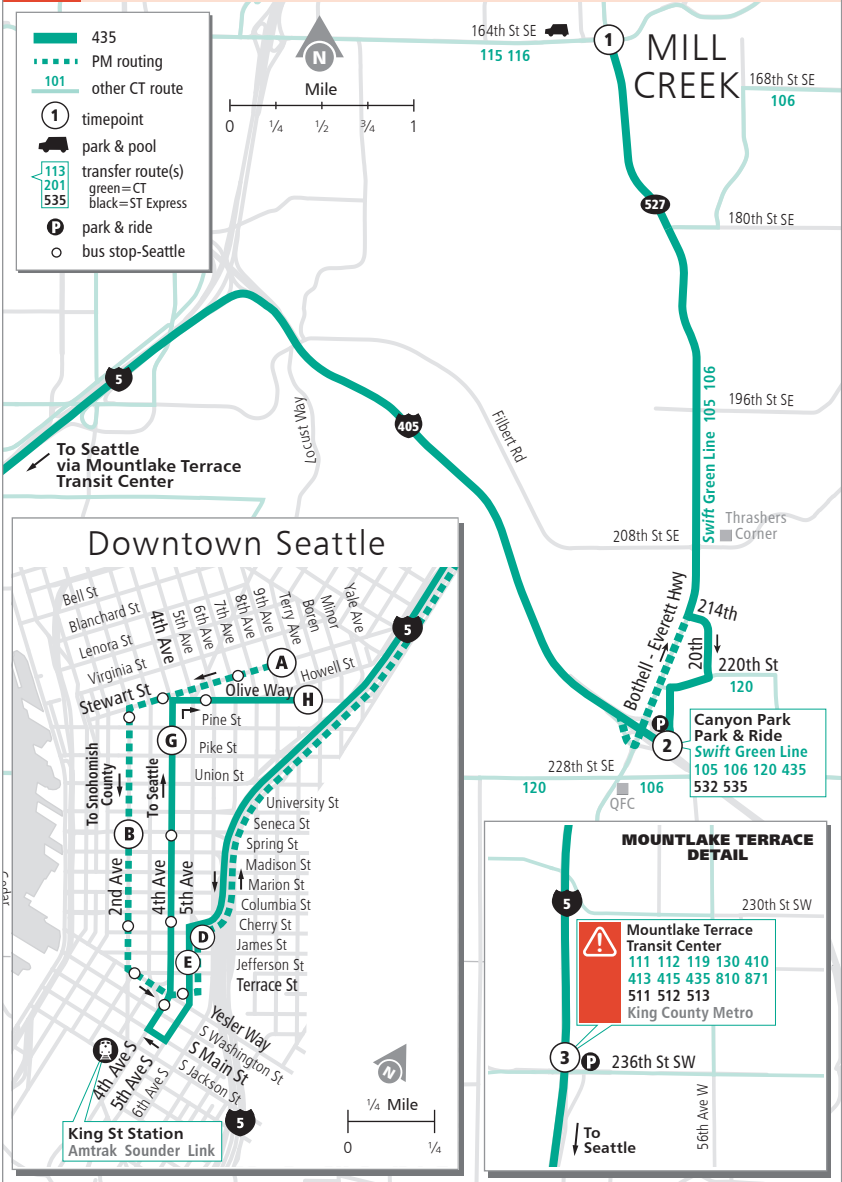 435
PM routing
101
other CT route
1
timepoint
park & pool
113
201
535
transfer route(s)
green=CT
black=ST Express
P
park & ride
bus stop-Seattle
N
Mile
0 ¼ ½ ¾ 1
164th St SE
115 116
1
MILL
CREEK
168th St SE
106
527
180th St SE
5
405
Locust Way
Filbert Rd
196th St SE
Swift Green Line 105 106
To Seattle
via Mountlake Terrace
Transit Center
208th St SE
Thrashers
Corner
Bothell - Everett Hwy
214th
20th
220th St
120
P
2
Canyon Park
Park & Ride
Swift Green Line
105 106 120 435
532 535
228th St SE
120
106
QFC
Downtown Seattle
Bell St
Blanchard St
Lenora St
Virginia St
Stewart St
4th Ave
5th Ave
6th Ave
7th Ave
8th Ave
9th Ave
Terry Ave
Boren
Minor
Yale Ave
5
A
Howell St
Olive Way
H
Pine St
G
Pike St
Union St
To Snohomish
County
To Seattle
University St
Seneca St
Spring St
B
Madison St
Marion St
2nd Ave
4th Ave
5th Ave
Columbia St
Cherry St
D
James St
E
Jefferson St
Terrace St
Yesler Way
S Washington St
S Main St
S Jackson St
4th Ave S
5th Ave S
6th Ave S
5
King St Station
Amtrak Sounder Link
N
¼ Mile
0 ¼
MOUNTLAKE TERRACE
DETAIL
5
230th St SW
Mountlake Terrace
Transit Center
111 112 119 130 410
413 415 435 810 871
511 512 513
King County Metro
3
P
236th St SW
56th Ave W
To
Seattle